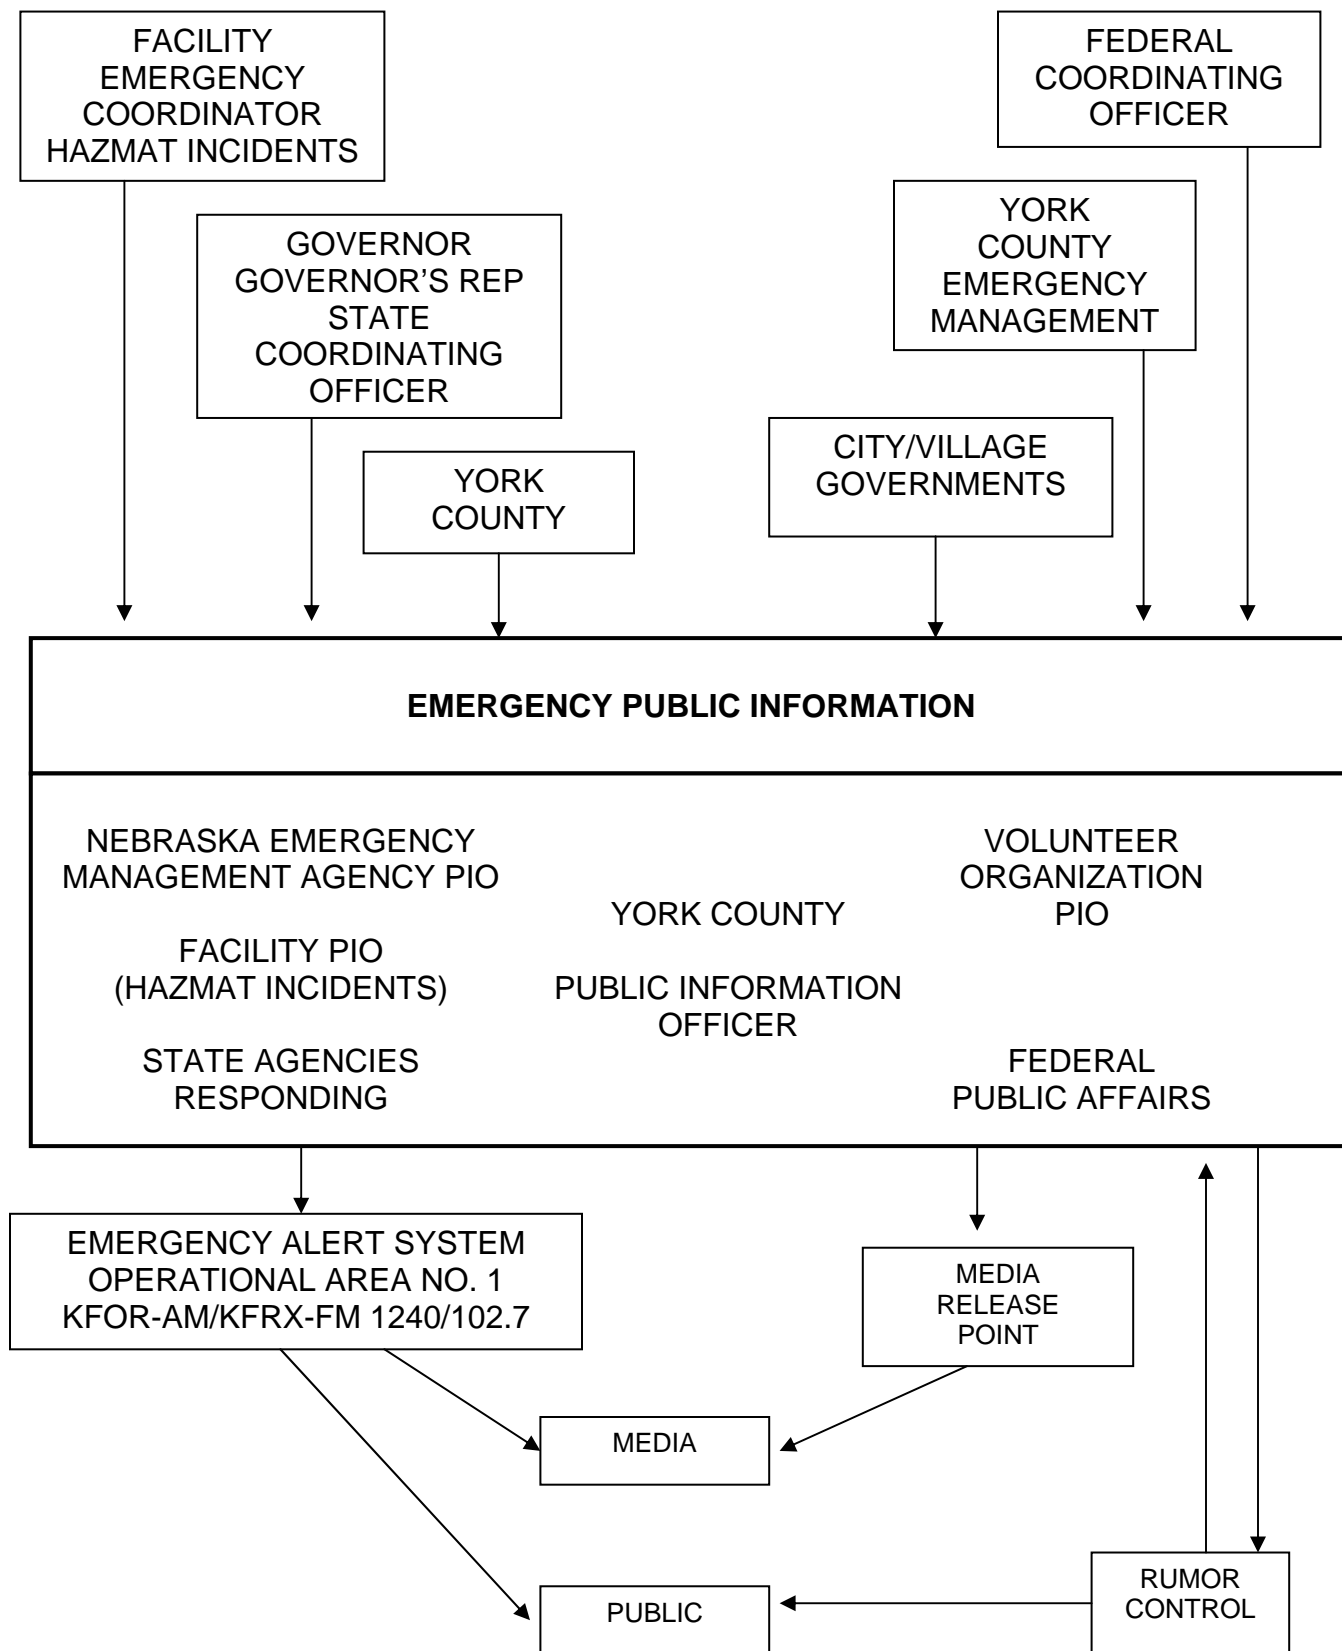 FACILITY
EMERGENCY
COORDINATOR
HAZMAT INCIDENTS
FEDERAL
COORDINATING
OFFICER
GOVERNOR
GOVERNOR’S REP
STATE
COORDINATING
OFFICER
YORK
COUNTY
EMERGENCY
MANAGEMENT
YORK
COUNTY
CITY/VILLAGE
GOVERNMENTS
EMERGENCY PUBLIC INFORMATION
NEBRASKA EMERGENCY
MANAGEMENT AGENCY PIO
FACILITY PIO
(HAZMAT INCIDENTS)
STATE AGENCIES
RESPONDING
YORK COUNTY
PUBLIC INFORMATION
OFFICER
VOLUNTEER
ORGANIZATION
PIO
FEDERAL
PUBLIC AFFAIRS
EMERGENCY ALERT SYSTEM
OPERATIONAL AREA NO. 1
KFOR-AM/KFRX-FM 1240/102.7
MEDIA
RELEASE
POINT
MEDIA
PUBLIC
RUMOR
CONTROL